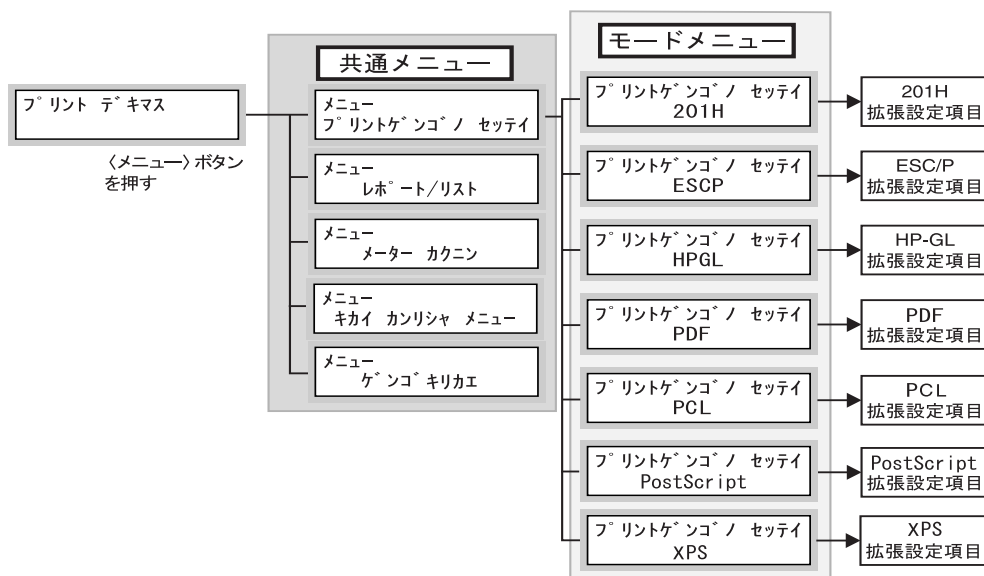 プリント デキマス
〈メニュー〉ボタン
を押す
共通メニュー
メニュー
プリントゲンゴノ セッテイ
メニュー
レポート/リスト
メニュー
メーター カクニン
メニュー
キカイ カンリシャ メニュー
メニュー
ゲンゴキリカエ
モードメニュー
プリントゲンゴノ セッテイ
201H
プリントゲンゴノ セッテイ
ESCP
プリントゲンゴノ セッテイ
HPGL
プリントゲンゴノ セッテイ
PDF
プリントゲンゴノ セッテイ
PCL
プリントゲンゴノ セッテイ
PostScript
プリントゲンゴノ セッテイ
XPS
201H
拡張設定項目
ESC/P
拡張設定項目
HP-GL
拡張設定項目
PDF
拡張設定項目
PCL
拡張設定項目
PostScript
拡張設定項目
XPS
拡張設定項目